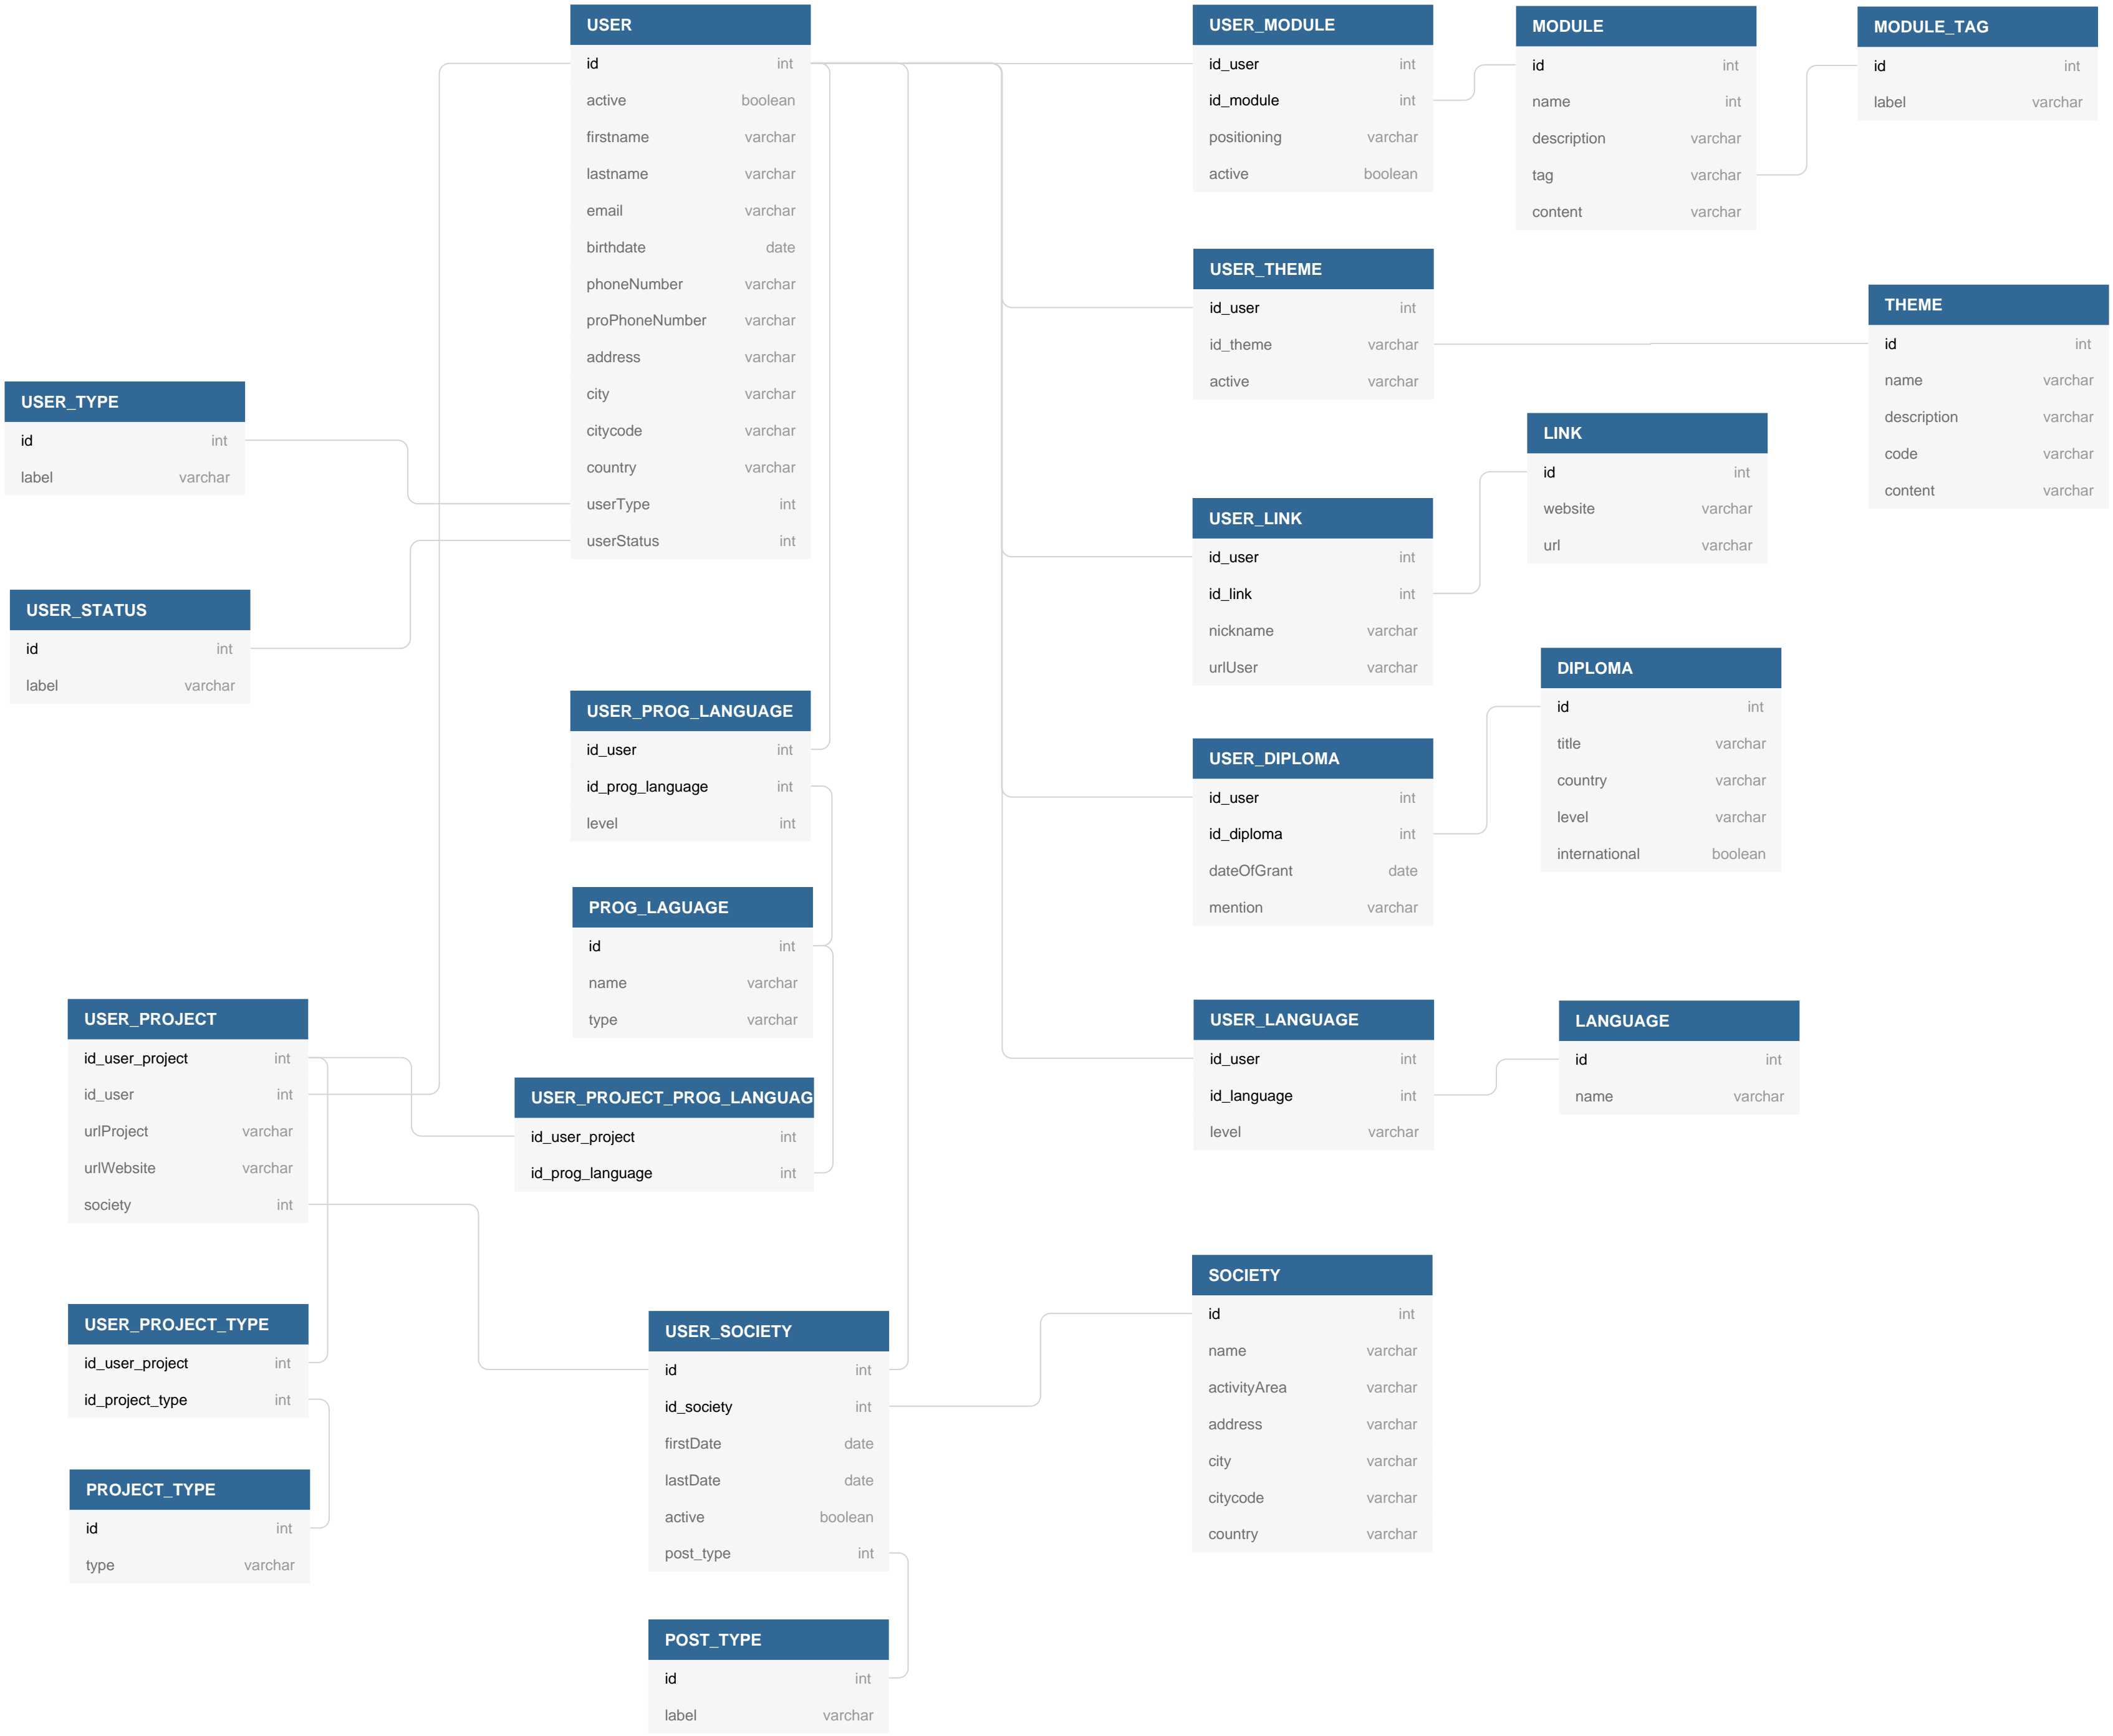 USER
id int
active boolean
firstname varchar
lastname varchar
email varchar
birthdate date
phoneNumber varchar
proPhoneNumber varchar
address varchar
city varchar
citycode varchar
country varchar
userType int
userStatus int
USER_MODULE
id_user int
id_module int
positioning varchar
active boolean
MODULE
id int
name int
description varchar
tag varchar
content varchar
MODULE_TAG
id int
label varchar
USER_THEME
id_user int
id_theme varchar
active varchar
THEME
id int
name varchar
description varchar
code varchar
content varchar
USER_TYPE
id int
label varchar
LINK
id int
website varchar
url varchar
USER_LINK
id_user int
id_link int
nickname varchar
urlUser varchar
USER_STATUS
id int
label varchar
DIPLOMA
id int
title varchar
country varchar
level varchar
international boolean
USER_PROG_LANGUAGE
id_user int
id_prog_language int
level int
USER_DIPLOMA
id_user int
id_diploma int
dateOfGrant date
mention varchar
PROG_LAGUAGE
id int
name varchar
type varchar
USER_PROJECT
id_user_project int
id_user int
urlProject varchar
urlWebsite varchar
society int
USER_LANGUAGE
id_user int
id_language int
level varchar
LANGUAGE
id int
name varchar
USER_PROJECT_PROG_LANGUAG
id_user_project int
id_prog_language int
SOCIETY
id int
name varchar
activityArea varchar
address varchar
city varchar
citycode varchar
country varchar
USER_PROJECT_TYPE
id_user_project int
id_project_type int
USER_SOCIETY
id int
id_society int
firstDate date
lastDate date
active boolean
post_type int
PROJECT_TYPE
id int
type varchar
POST_TYPE
id int
label varchar